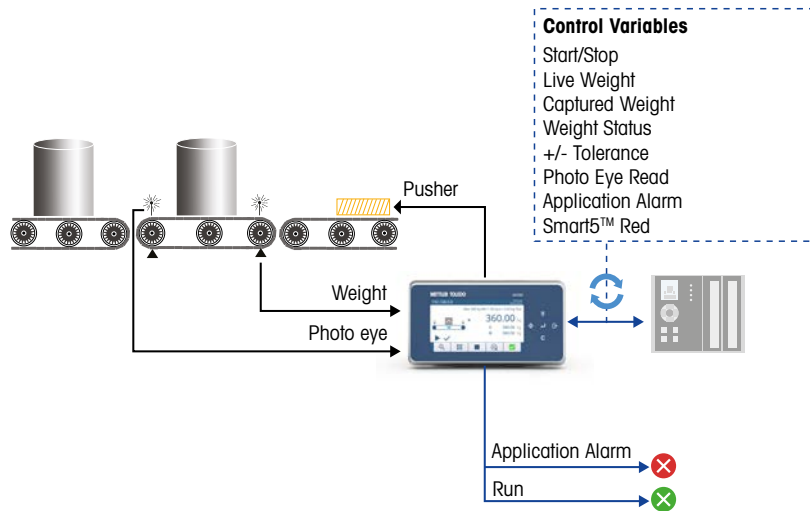 Control Variables
Start/Stop
Live Weight
Captured Weight
Weight Status
+/- Tolerance
Photo Eye Read
Application Alarm
Smart5™ Red
Pusher
Weight
Photo eye
METTLER TOLEDO
360.00
Application Alarm
Run